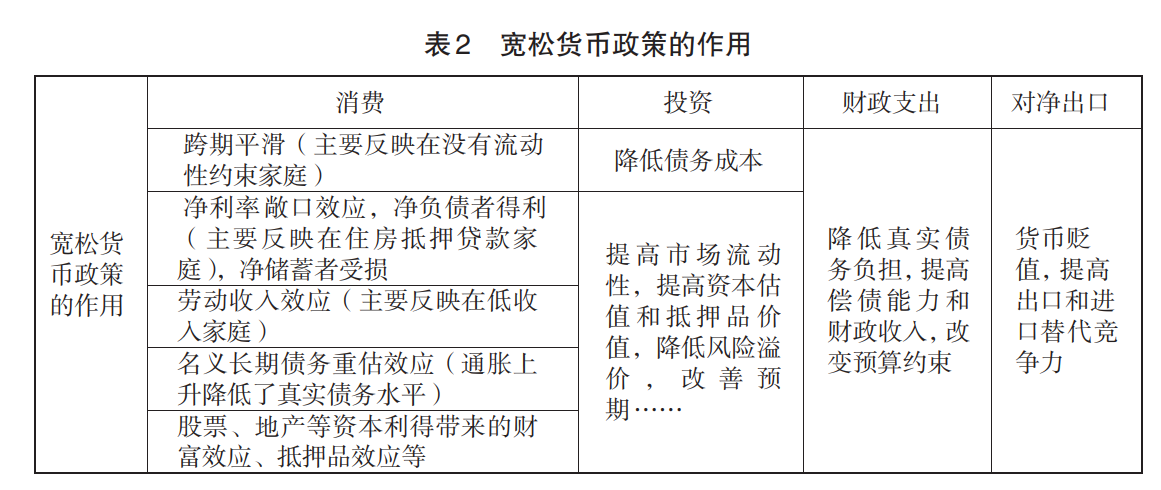 表2 宽松货币政策的作用
消费
投资
财政支出
对净出口
宽松货
币政策
的作用
跨期平滑（主要反映在没有流动
性约束家庭）
净利率敞口效应，净负债者得利
（主要反映在住房抵押贷款家
庭），净储蓄者受损
劳动收入效应（主要反映在低收
入家庭）
名义长期债务重估效应（通胀上
升降低了真实债务水平）
股票、地产等资本利得带来的财
富效应、抵押品效应等
降低债务成本
提高市场流动
性，提高资本估
值和抵押品价
值，降低风险溢
价，改善预
期……
降低真实债
务负担，提高
偿债能力和
财政收入，改
变预算约束
货币贬
值，提高
出口和进
口替代竞
争力